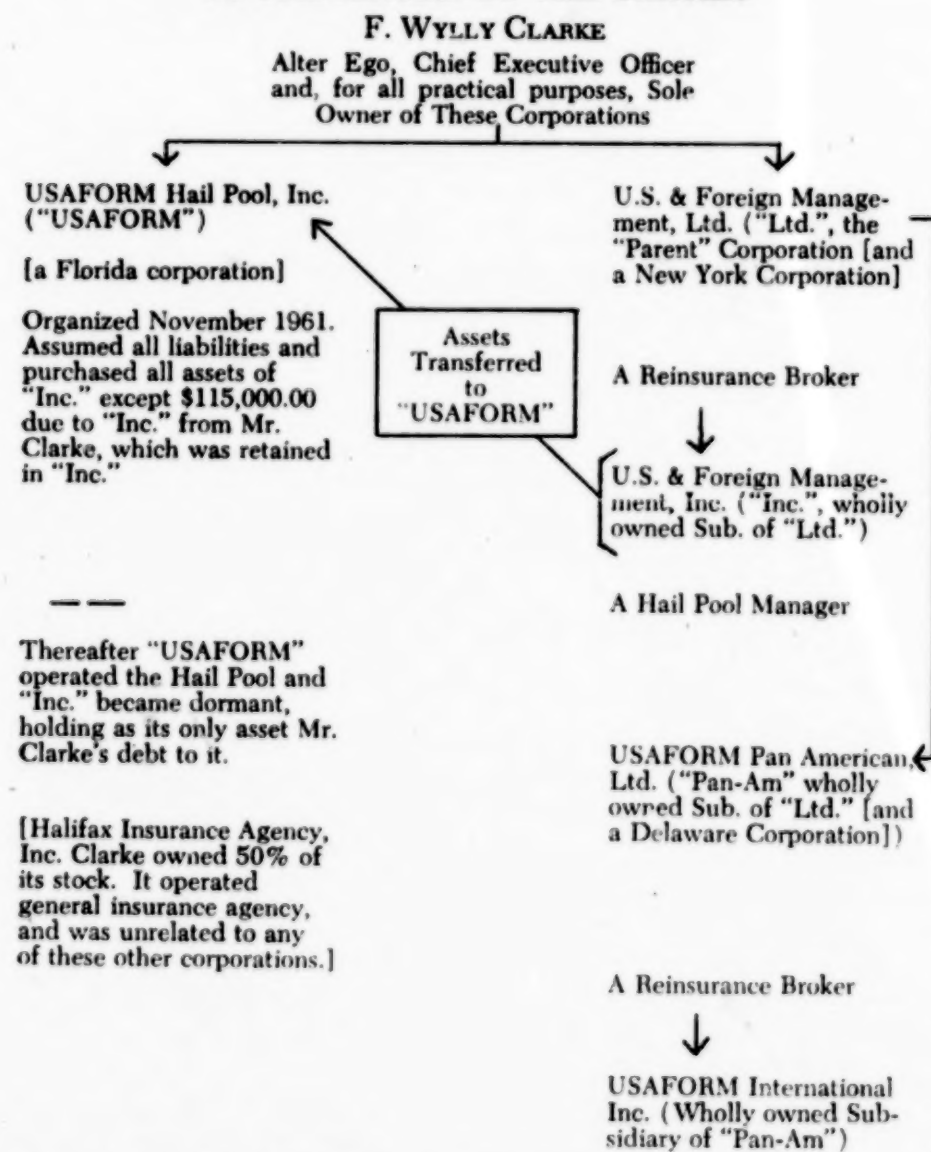 F. WYLLY CLARKE
Alter Ego, Chief Executive Officer
and, for all practical purposes, Sole
Owner of These Corporations
USAFORM Hail Pool, Inc.
("USAFORM")
[a Florida corporation]
Organized November 1961.
Assumed all liabilities and
purchased all assets of
"Inc." except $115,000.00
due to "Inc." from Mr.
Clarke, which was retained
in "Inc."
Thereafter "USAFORM"
operated the Hail Pool and
"Inc." became dormant,
holding as its only asset Mr.
Clarke's debt to it.
[Halifax Insurance Agency,
Inc. Clarke owned 50% of
its stock. It operated
general insurance agency,
and was unrelated to any
of these other corporations.]
Assets
Transferred
to
"USAFORM"
U.S. & Foreign Manage-
ment, Ltd. ("Ltd.", the
"Parent" Corporation [and
a New York Corporation]
A Reinsurance Broker
U.S. & Foreign Manage-
ment, Inc. ("Inc.", wholly
owned Sub. of "Ltd.")
A Hail Pool Manager
USAFORM Pan American,
Ltd. ("Pan-Am" wholly
owned Sub. of "Ltd." [and
a Delaware Corporation])
A Reinsurance Broker
USAFORM International
Inc. (Wholly owned Sub-
sidiary of "Pan-Am")